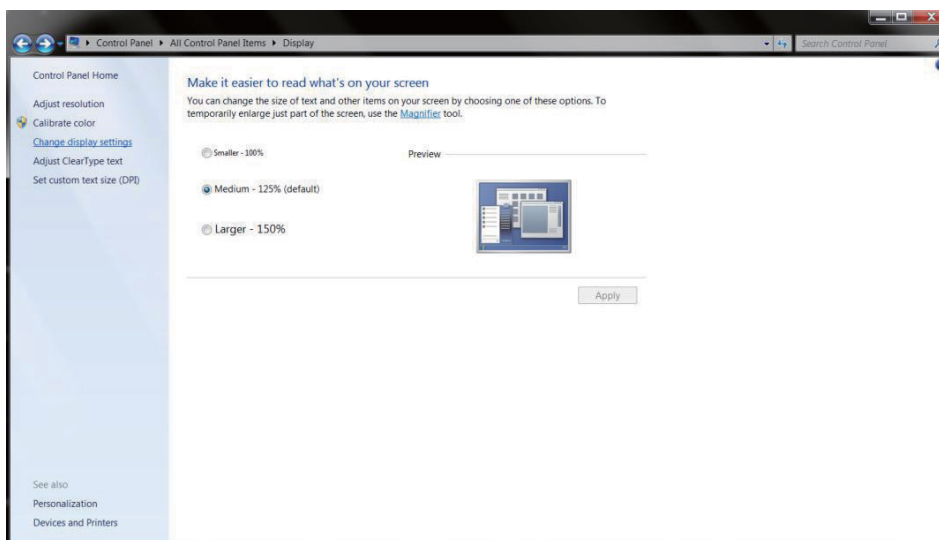 Control Panel ▸ All Control Panel Items ▸ Display
Search Control Panel
Control Panel Home
Adjust resolution
Calibrate color
Change display settings
Adjust ClearType text
Set custom text size (DPI)
See also
Personalization
Devices and Printers
Make it easier to read what's on your screen
You can change the size of text and other items on your screen by choosing one of these options. To
temporarily enlarge just part of the screen, use the Magnifier tool.
Smaller - 100%
Preview
Medium - 125% (default)
Larger - 150%
Apply